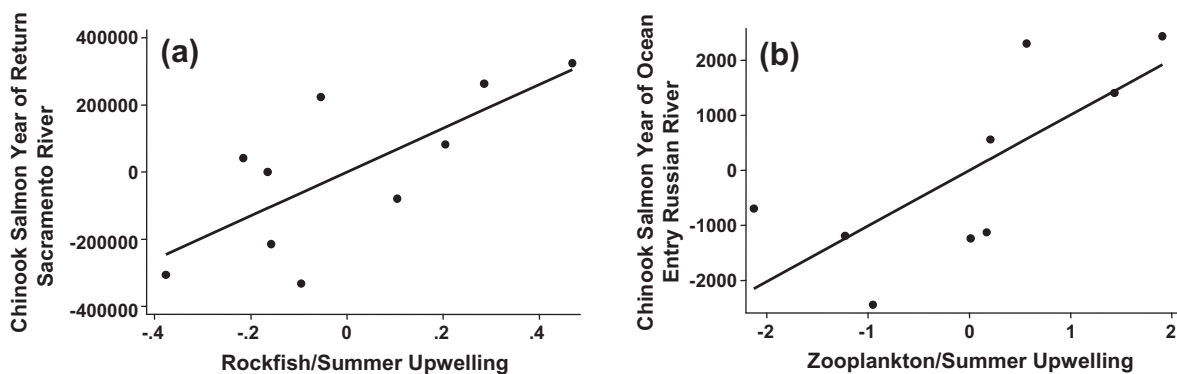 Chinook Salmon Year of Return
Sacramento River
(a)
400000
200000
0
-200000
-400000
-.4
-.2
0
.2
.4
Rockfish/Summer Upwelling
Chinook Salmon Year of Ocean
Entry Russian River
(b)
2000
1000
0
-1000
-2000
-2
-1
0
1
2
Zooplankton/Summer Upwelling